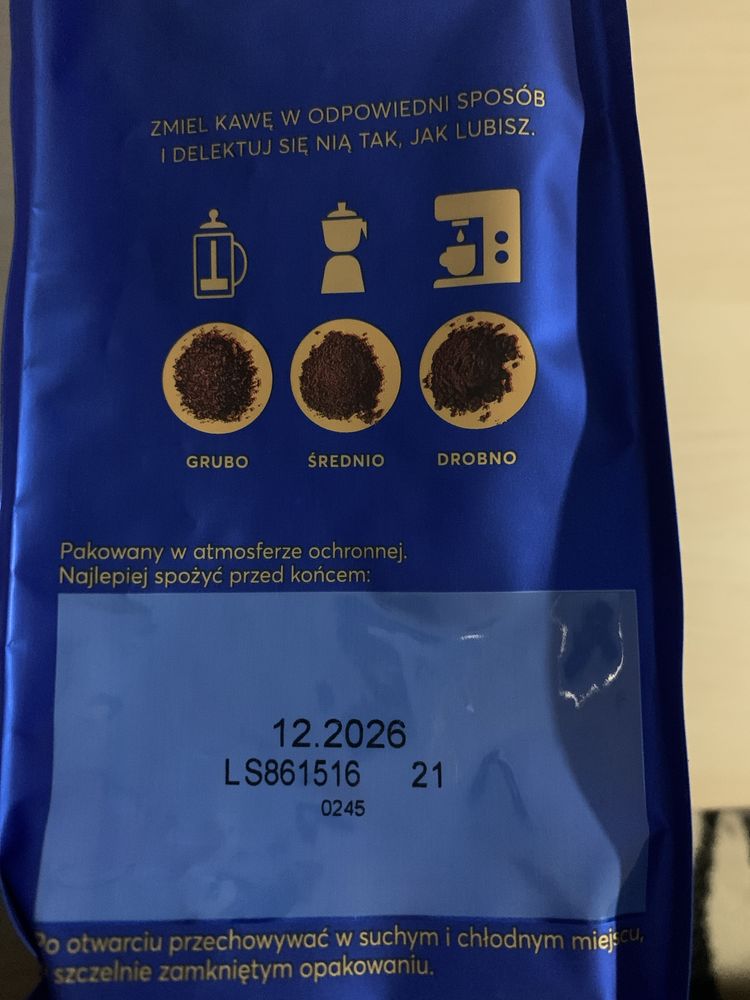 ZMIEL KAWĘ W ODPOWIEDNI SPOSÓB
I DELEKTUJ SIĘ NIĄ TAK, JAK LUBISZ.
GRUBO ŚREDNIO DROBNO
Pakowany w atmosferze ochronnej.
Najlepiej spożyć przed końcem:
12.2026
LS861516 21
0245
Po otwarciu przechowywać w suchym i chłodnym miejscu,
szczelnie zamkniętym opakowaniu.